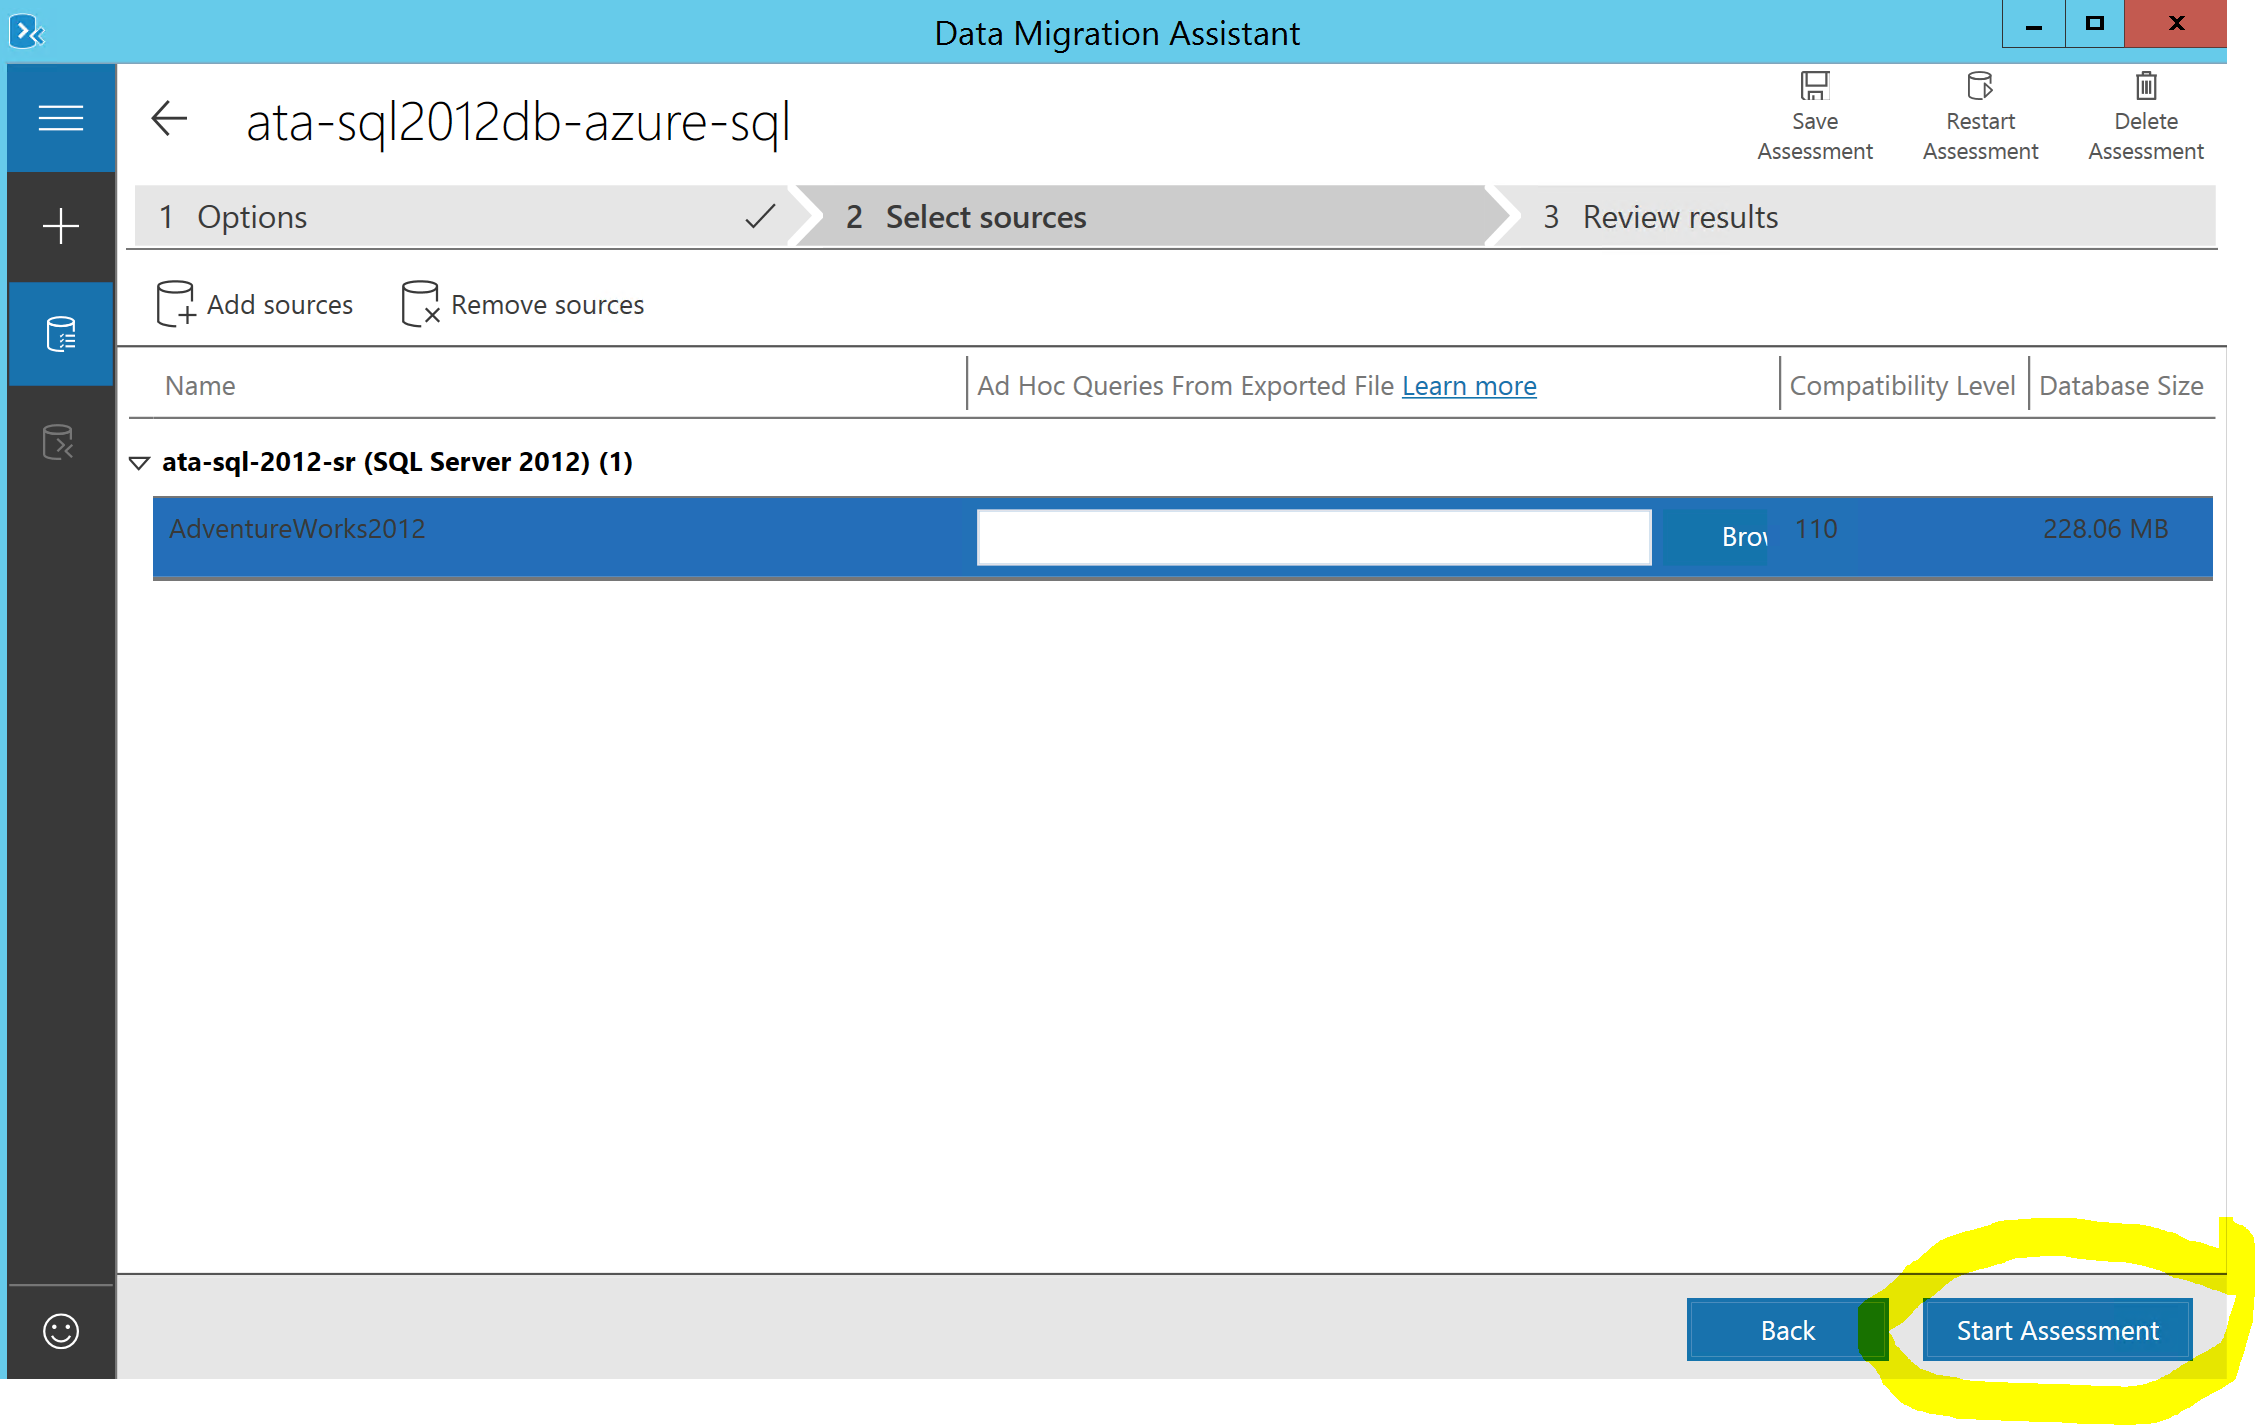 Data Migration Assistant
ata-sql2012db-azure-sql
Save Assessment
Restart Assessment
Delete Assessment
1 Options
2 Select sources
3 Review results
Add sources
Remove sources
Name
Ad Hoc Queries From Exported File Learn more
Compatibility Level
Database Size
ata-sql-2012-sr (SQL Server 2012) (1)
AdventureWorks2012
110
228.06 MB
Back
Start Assessment